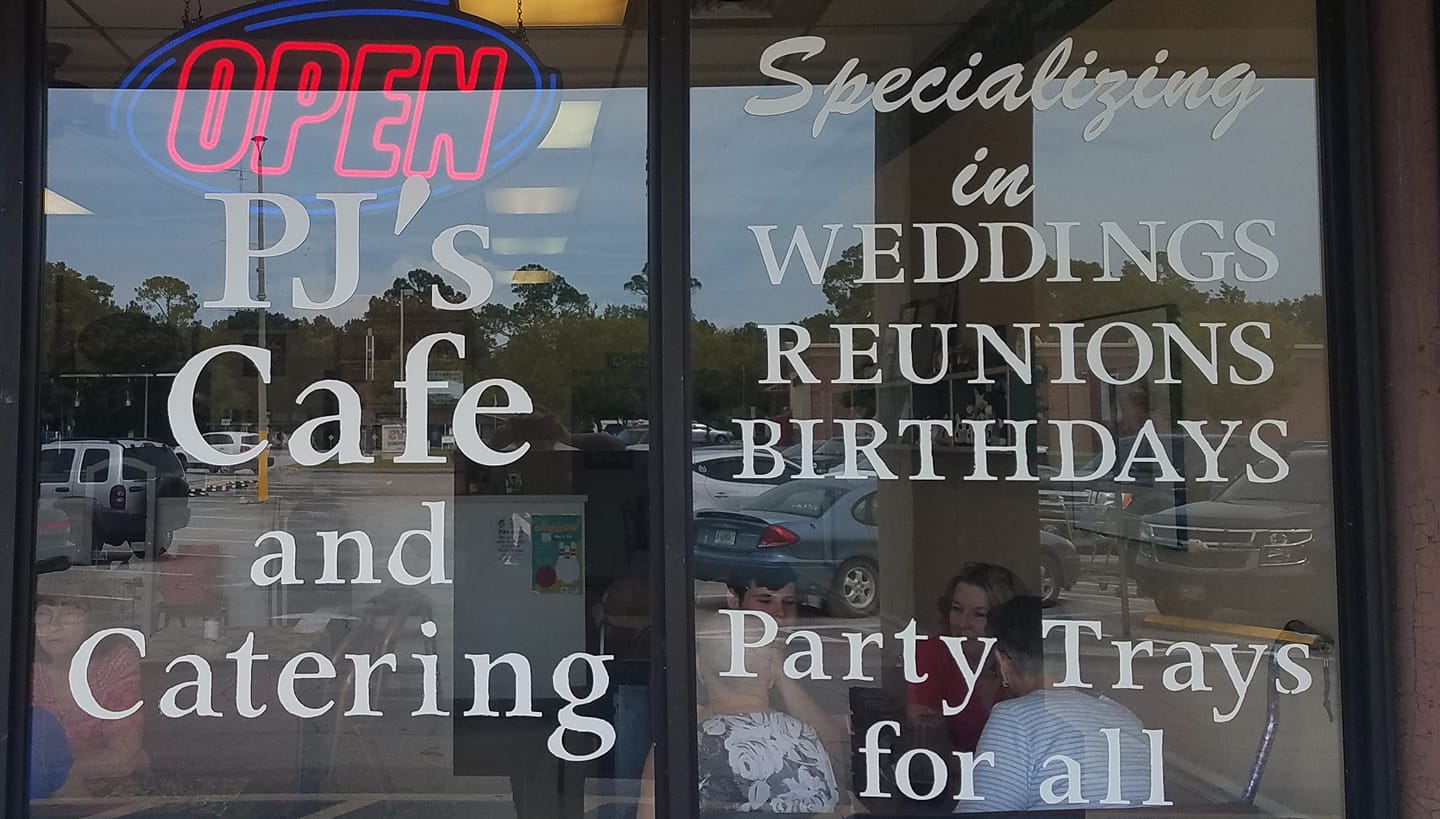 OPEN
PJ's
Cafe
and
Catering
Specializing
in
WEDDINGS
REUNIONS
BIRTHDAYS
Party Trays
for all